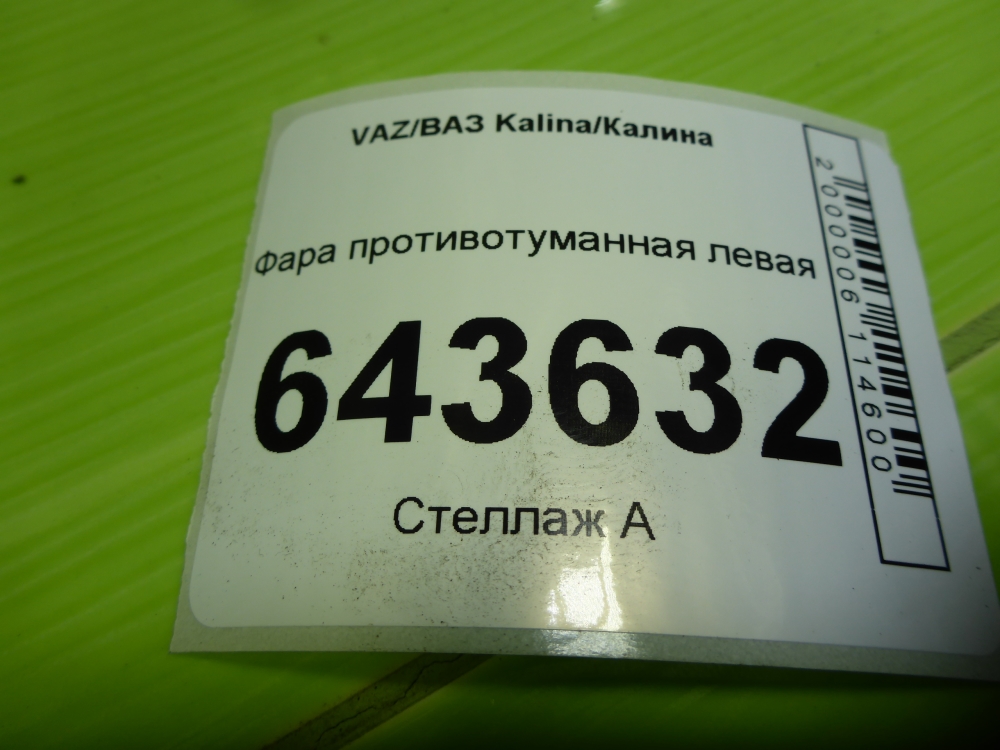 VAZ/ВАЗ Kalina/Калина
Фара противотуманная левая
643632
Стеллаж А
2000006114600